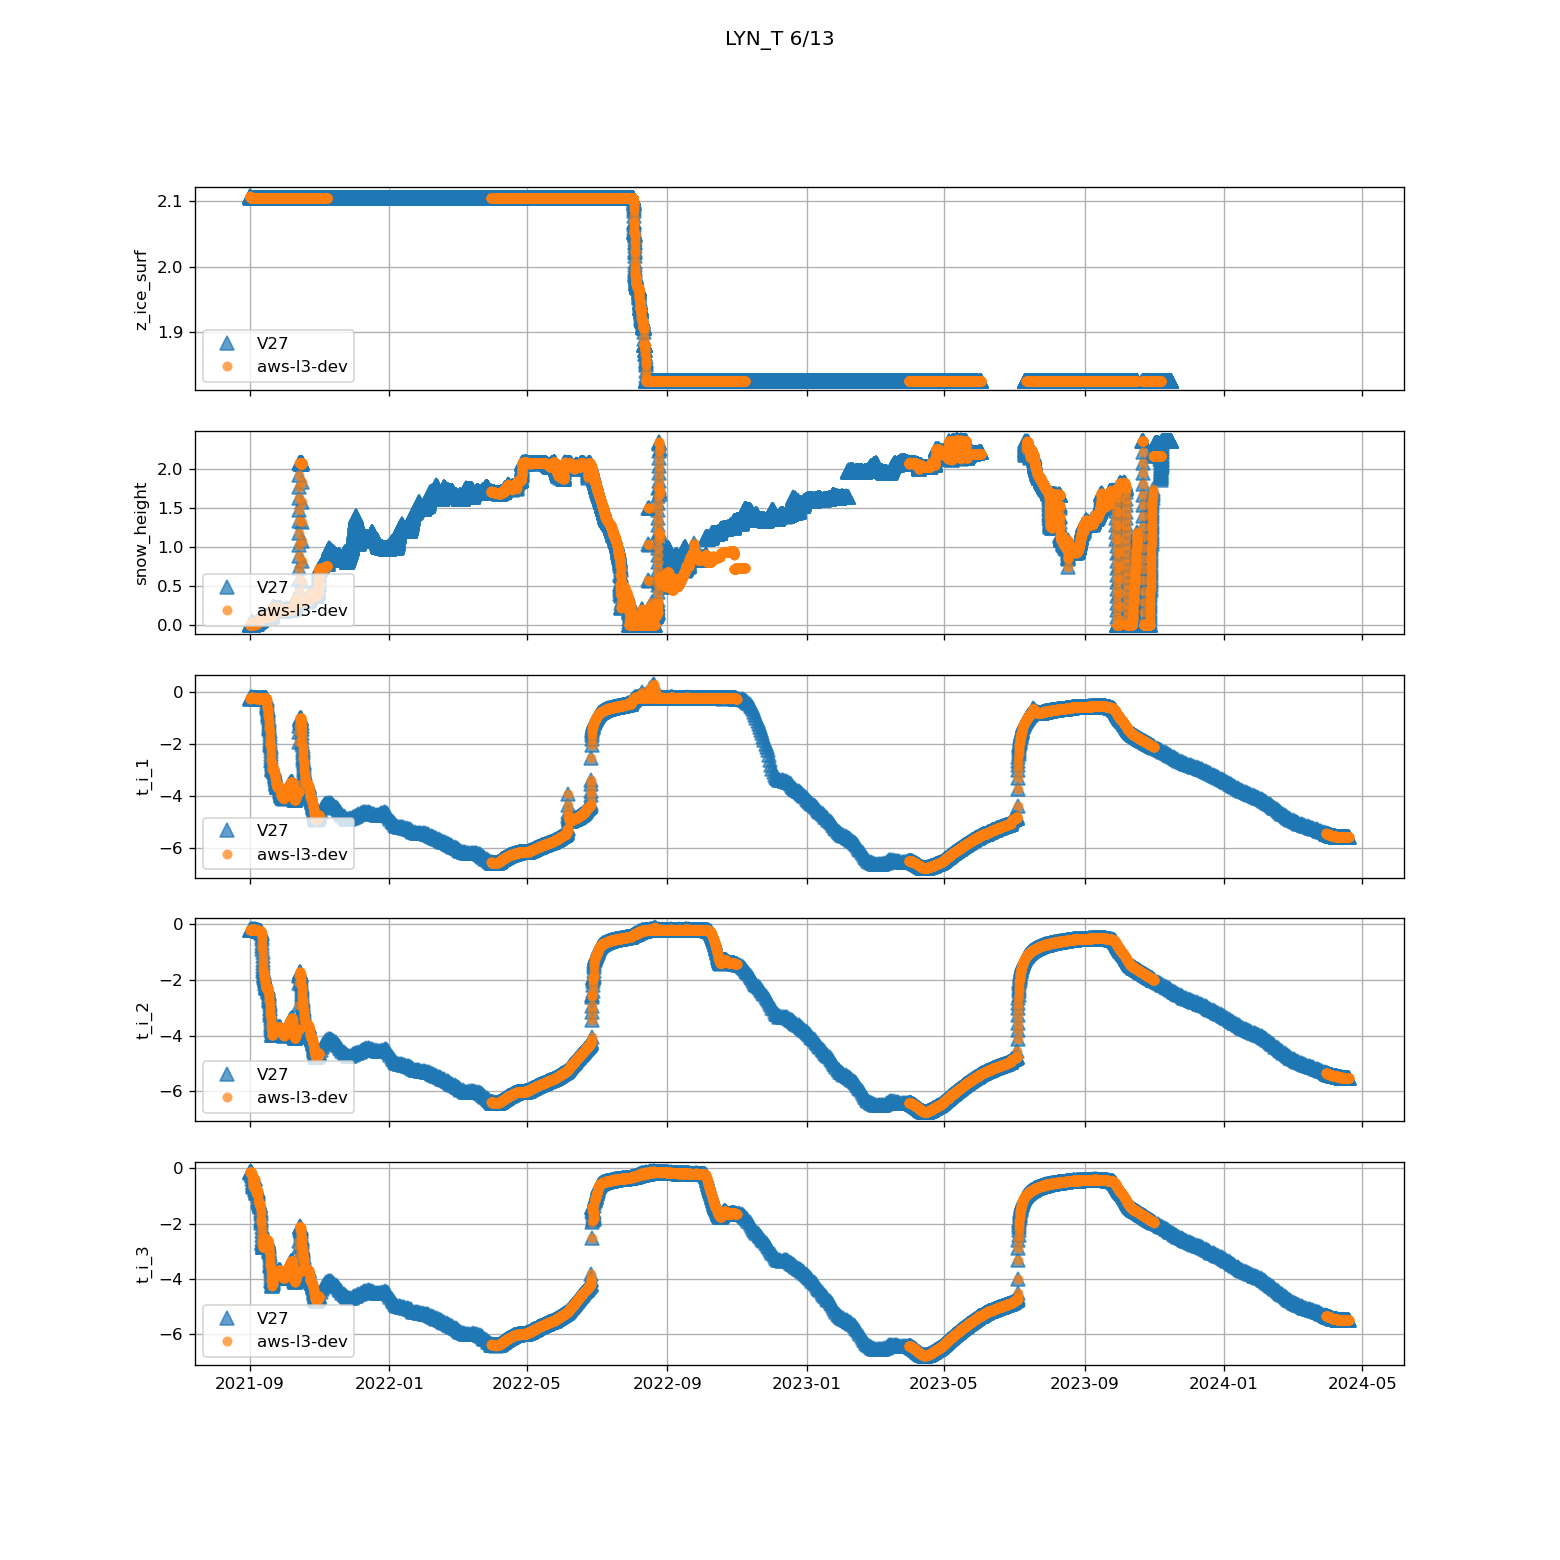 LYN_T 6/13
2.1
2.0
1.9
z_ice_surf
V27
aws-l3-dev
2.0
1.5
1.0
0.5
0.0
snow_height
V27
aws-l3-dev
0
−2
−4
−6
t_i_1
V27
aws-l3-dev
0
−2
−4
−6
t_i_2
V27
aws-l3-dev
0
−2
−4
−6
t_i_3
V27
aws-l3-dev
2021-09 2022-01 2022-05 2022-09 2023-01 2023-05 2023-09 2024-01 2024-05